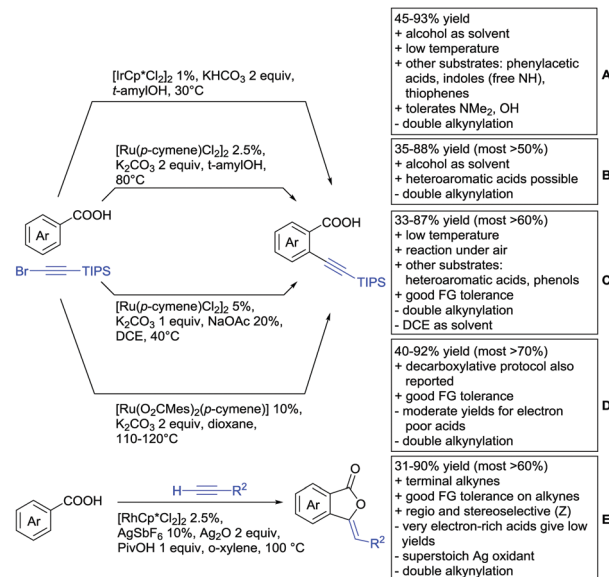 [IrCp*Cl2]2 1%, KHCO3 2 equiv,
t-amylOH, 30°C
[Ru(p-cymene)Cl2]2 2.5%,
K2CO3 2 equiv, t-amylOH,
80°C
COOH
Ar
Br
TIPS
COOH
Ar
TIPS
[Ru(p-cymene)Cl2]2 5%,
K2CO3 1 equiv, NaOAc 20%,
DCE, 40°C
[Ru(O2CMes)2(p-cymene)] 10%,
K2CO3 2 equiv, dioxane,
110-120°C
COOH
Ar
H
R2
[RhCp*Cl2]2 2.5%,
AgSbF6 10%, Ag2O 2 equiv,
PivOH 1 equiv, o-xylene, 100 °C
O
O
Ar
R2
45-93% yield
+ alcohol as solvent
+ low temperature
+ other substrates: phenylacetic
acids, indoles (free NH),
thiophenes
+ tolerates NMe2, OH
- double alkynylation
A
35-88% yield (most >50%)
+ alcohol as solvent
+ heteroaromatic acids possible
- double alkynylation
B
33-87% yield (most >60%)
+ low temperature
+ reaction under air
+ other substrates:
heteroaromatic acids, phenols
+ good FG tolerance
- double alkynylation
- DCE as solvent
C
40-92% yield (most >70%)
+ decarboxylative protocol also
reported
+ good FG tolerance
- moderate yields for electron
poor acids
- double alkynylation
D
31-90% yield (most >60%)
+ terminal alkynes
+ good FG tolerance on alkynes
+ regio and stereoselective (Z)
- very electron-rich acids give low
yields
- superstoich Ag oxidant
- double alkynylation
E